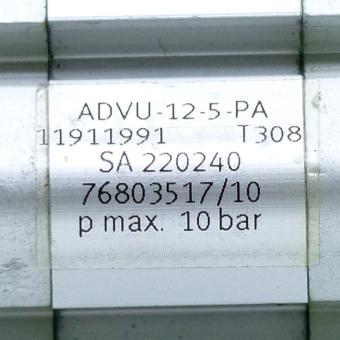 ADVU-12-5-PA
11911991 T308
SA 220240
76803517/10
p max. 10 bar